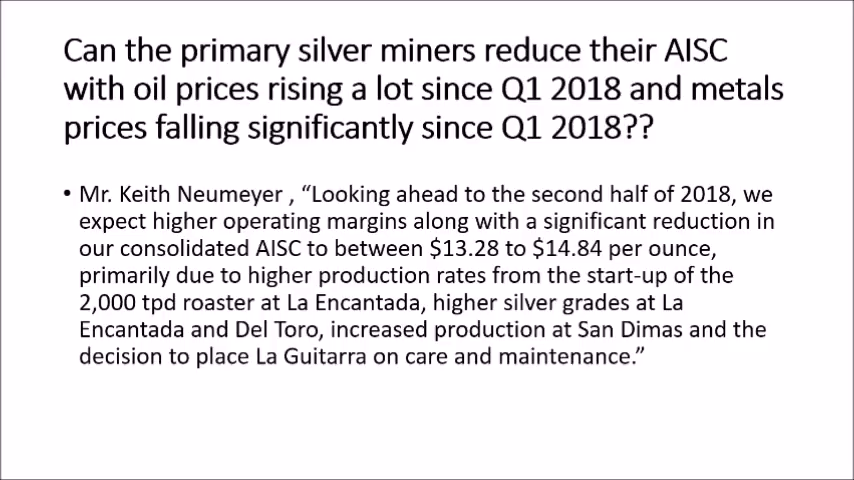 Can the primary silver miners reduce their AISC
with oil prices rising a lot since Q1 2018 and metals
prices falling significantly since Q1 2018??
• Mr. Keith Neumeyer , “Looking ahead to the second half of 2018, we
expect higher operating margins along with a significant reduction in
our consolidated AISC to between $13.28 to $14.84 per ounce,
primarily due to higher production rates from the start-up of the
2,000 tpd roaster at La Encantada, higher silver grades at La
Encantada and Del Toro, increased production at San Dimas and the
decision to place La Guitarra on care and maintenance.”